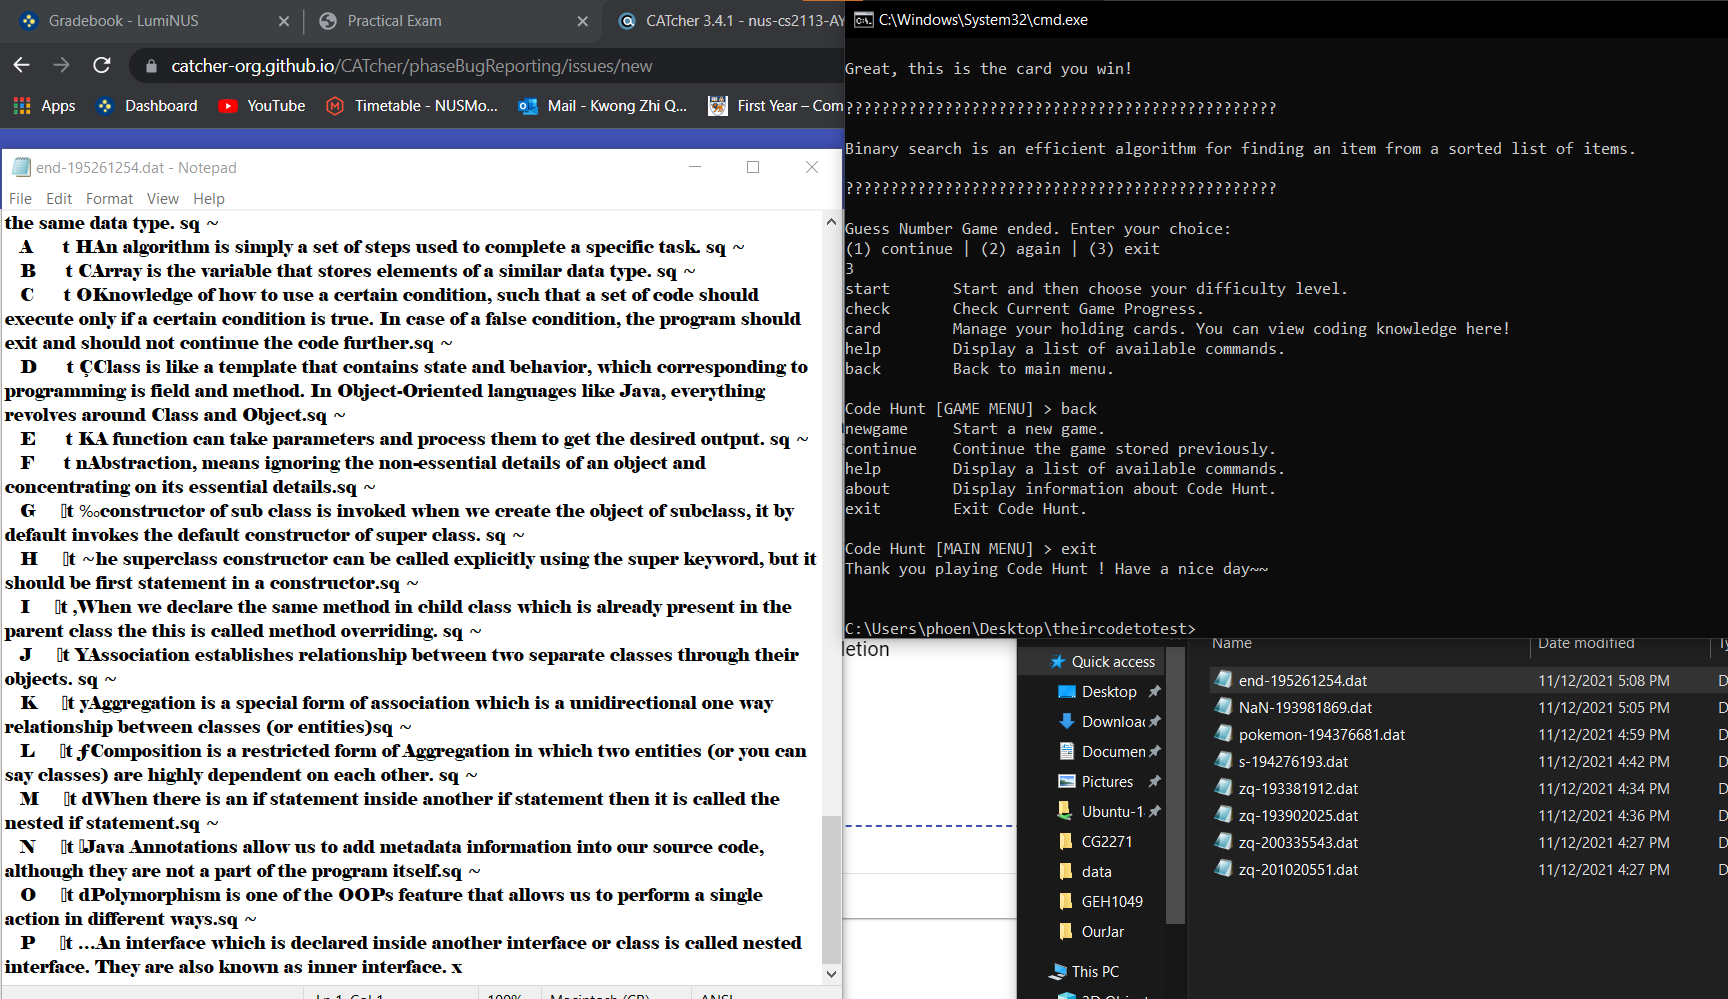 Gradebook - LumiNUS
Practical Exam
CATcher 3.4.1 - nus-cs2113-AY
catcher-org.github.io/CATcher/phaseBugReporting/issues/new
Apps
Dashboard
YouTube
Timetable - NUSMo...
Mail - Kwong Zhi Q...
First Year – Com
end-195261254.dat - Notepad
File Edit Format View Help
the same data type. sq ~
A t HAn algorithm is simply a set of steps used to complete a specific task. sq ~
B t CArray is the variable that stores elements of a similar data type. sq ~
C t ØKnowledge of how to use a certain condition, such that a set of code should
execute only if a certain condition is true. In case of a false condition, the program should
exit and should not continue the code further.sq ~
D t ÇClass is like a template that contains state and behavior, which corresponding to
programming is field and method. In Object-Oriented languages like Java, everything
revolves around Class and Object.sq ~
E t KA function can take parameters and process them to get the desired output. sq ~
F t nAbstraction, means ignoring the non-essential details of an object and
concentrating on its essential details.sq ~
G t ‰constructor of sub class is invoked when we create the object of subclass, it by
default invokes the default constructor of super class. sq ~
H t ~he superclass constructor can be called explicitly using the super keyword, but it
should be first statement in a constructor.sq ~
I t ,When we declare the same method in child class which is already present in the
parent class the this is called method overriding. sq ~
J t YAssociation establishes relationship between two separate classes through their
objects. sq ~
K t yAggregation is a special form of association which is a unidirectional one way
relationship between classes (or entities)sq ~
L t ƒComposition is a restricted form of Aggregation in which two entities (or you can
say classes) are highly dependent on each other. sq ~
M t dWhen there is an if statement inside another if statement then it is called the
nested if statement.sq ~
N t Java Annotations allow us to add metadata information into our source code,
although they are not a part of the program itself.sq ~
O t dPolymorphism is one of the OOPs feature that allows us to perform a single
action in different ways.sq ~
P t …An interface which is declared inside another interface or class is called nested
interface. They are also known as inner interface. x
Ln 1, Col 1 100% Macintosh (CR) ANSI
C:\Windows\System32\cmd.exe
Great, this is the card you win!
????????????????????????????????????????????????
Binary search is an efficient algorithm for finding an item from a sorted list of items.
????????????????????????????????????????????????
Guess Number Game ended. Enter your choice:
(1) continue | (2) again | (3) exit
3
start Start and then choose your difficulty level.
check Check Current Game Progress.
card Manage your holding cards. You can view coding knowledge here!
help Display a list of available commands.
back Back to main menu.
Code Hunt [GAME MENU] > back
newgame Start a new game.
continue Continue the game stored previously.
help Display a list of available commands.
about Display information about Code Hunt.
exit Exit Code Hunt.
Code Hunt [MAIN MENU] > exit
Thank you playing Code Hunt ! Have a nice day~~
C:\Users\phoen\Desktop\theircodetotest>
letion
Quick access
Desktop
Downloa
Documen
Pictures
Ubuntu-1
CG2271
data
GEH1049
OurJar
This PC
3D Object
Name Date modified Ty
end-195261254.dat 11/12/2021 5:08 PM D
NaN-193981869.dat 11/12/2021 5:05 PM D
pokemon-194376681.dat 11/12/2021 4:59 PM D
s-194276193.dat 11/12/2021 4:42 PM D
zq-193381912.dat 11/12/2021 4:34 PM D
zq-193902025.dat 11/12/2021 4:36 PM D
zq-200335543.dat 11/12/2021 4:27 PM D
zq-201020551.dat 11/12/2021 4:27 PM D